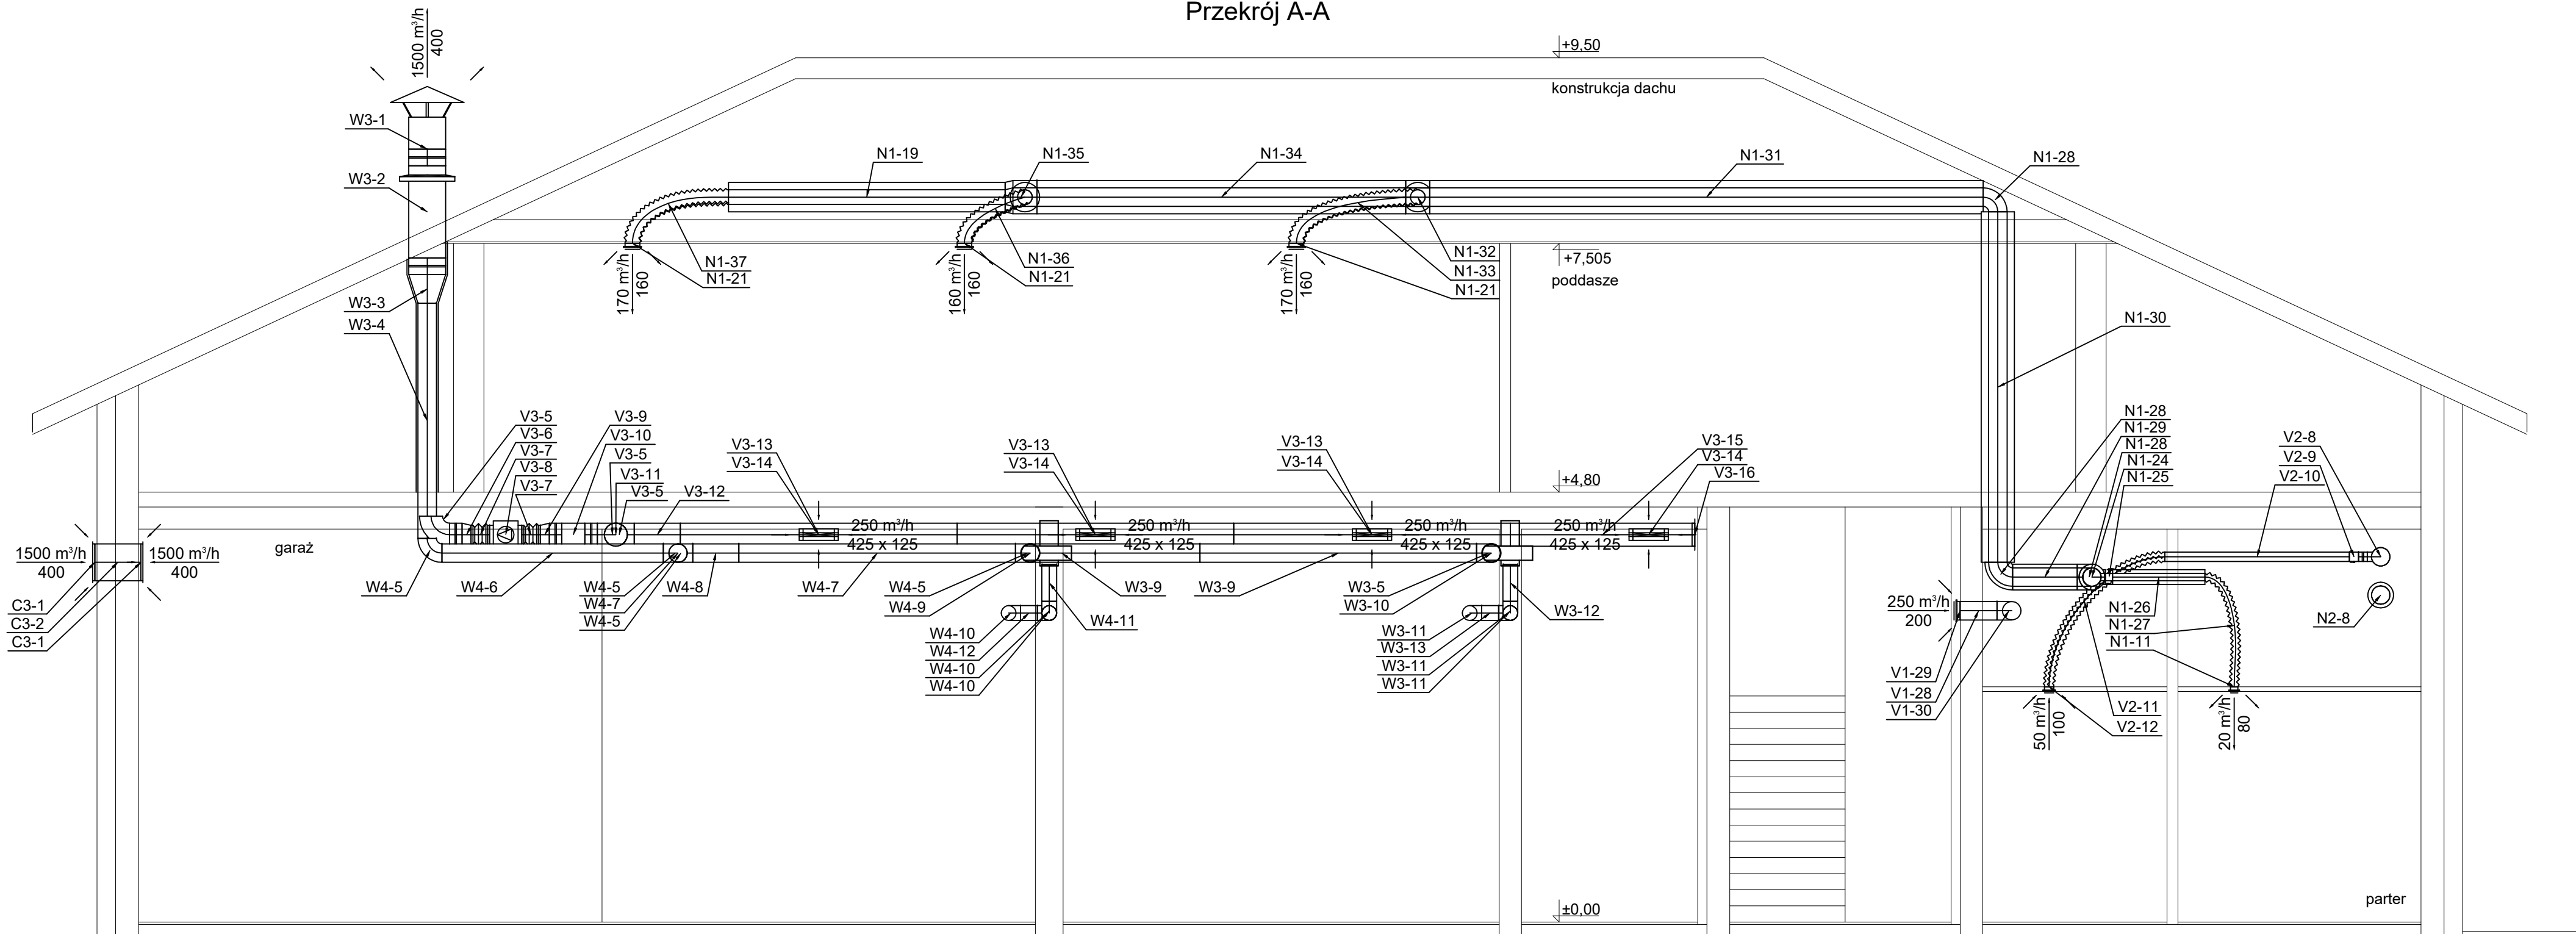 Przekrój A-A
1500 m³/h
400
+9,50
konstrukcja dachu
W3-1
W3-2
W3-3
W3-4
N1-19
N1-35
N1-34
N1-31
N1-28
N1-37
N1-21
170 m³/h
160
N1-36
N1-21
160 m³/h
160
N1-32
N1-33
N1-21
170 m³/h
160
+7,505
poddasze
N1-30
V3-5
V3-6
V3-7
V3-8
V3-7
V3-9
V3-10
V3-5
V3-11
V3-5
V3-12
V3-13
V3-14
V3-13
V3-14
V3-13
V3-14
V3-15
V3-14
V3-16
+4,80
N1-28
N1-29
N1-28
N1-24
N1-25
V2-8
V2-9
V2-10
1500 m³/h
400
1500 m³/h
400
garaż
250 m³/h
425 x 125
250 m³/h
425 x 125
250 m³/h
425 x 125
250 m³/h
425 x 125
C3-1
C3-2
C3-1
W4-5
W4-6
W4-5
W4-7
W4-5
W4-8
W4-7
W4-5
W4-9
W3-9
W3-9
W3-5
W3-10
W3-12
W4-11
W4-10
W4-12
W4-10
W4-10
W3-11
W3-13
W3-11
W3-11
250 m³/h
200
V1-29
V1-28
V1-30
N1-26
N1-27
N1-11
N2-8
V2-11
V2-12
50 m³/h
100
20 m³/h
80
±0,00
parter